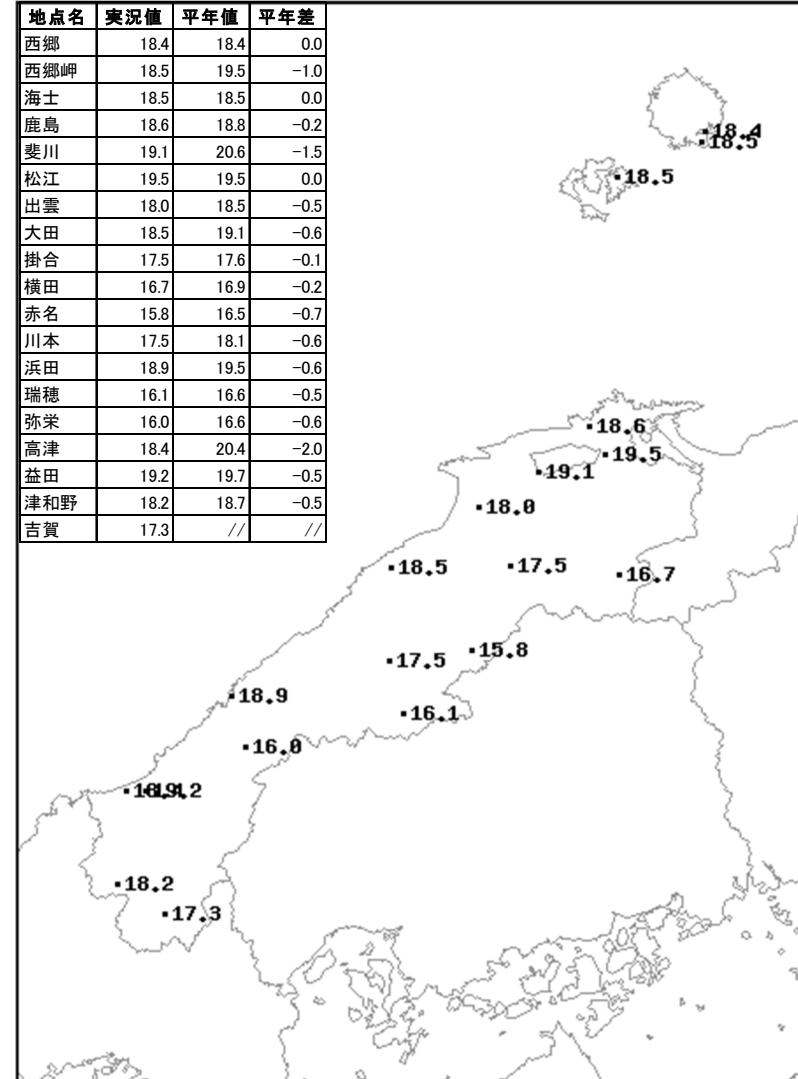 地点名 実況値 平年値 平年差
西郷 18.4 18.4 0.0
西郷岬 18.5 19.5 -1.0
海士 18.5 18.5 0.0
鹿島 18.6 18.8 -0.2
斐川 19.1 20.6 -1.5
松江 19.5 19.5 0.0
出雲 18.0 18.5 -0.5
大田 18.5 19.1 -0.6
掛合 17.5 17.6 -0.1
横田 16.7 16.9 -0.2
赤名 15.8 16.5 -0.7
川本 17.5 18.1 -0.6
浜田 18.9 19.5 -0.6
瑞穂 16.1 16.6 -0.5
弥栄 16.0 16.6 -0.6
高津 18.4 20.4 -2.0
益田 19.2 19.7 -0.5
津和野 18.2 18.7 -0.5
吉賀 17.3 // //
18.4
18.5
18.5
18.6
19.5
19.1
18.0
18.5
17.5
16.7
15.8
17.5
16.1
18.9
16.0
18.4
19.2
18.2
17.3